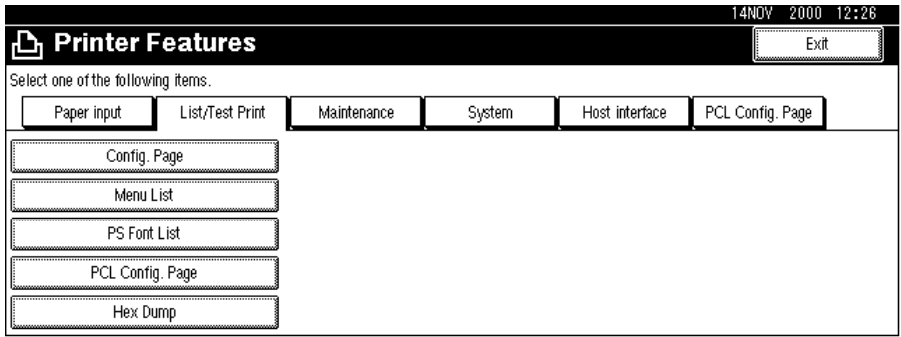 14NOV 2000 12:26
Printer Features
Exit
Select one of the following items.
Paper input
List/Test Print
Maintenance
System
Host interface
PCL Config. Page
Config. Page
Menu List
PS Font List
PCL Config. Page
Hex Dump